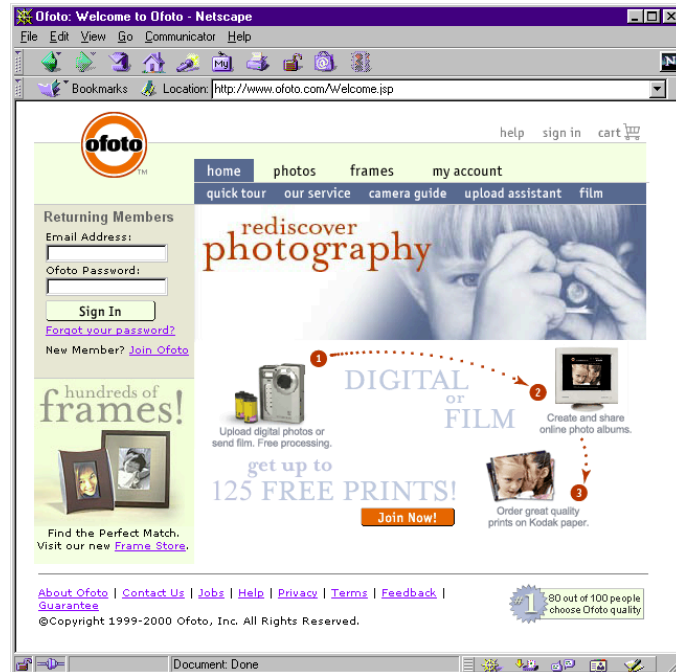 Ofoto: Welcome to Ofoto - Netscape
File Edit View Go Communicator Help
My
N
Bookmarks Location: http://www.ofoto.com/Welcome.jsp
ofoto
TM
help sign in cart
home photos frames my account
quick tour our service camera guide upload assistant film
Returning Members
Email Address:
Ofoto Password:
Sign In
Forgot your password?
New Member? Join Ofoto
rediscover
photography
hundreds of
frames!
Find the Perfect Match.
Visit our new Frame Store.
1
DIGITAL
or
FILM
2
Upload digital photos or
send film. Free processing.
Create and share
online photo albums.
get up to
125 FREE PRINTS!
Join Now!
3
Order great quality
prints on Kodak paper.
About Ofoto | Contact Us | Jobs | Help | Privacy | Terms | Feedback |
Guarantee
©Copyright 1999-2000 Ofoto, Inc. All Rights Reserved.
#1
80 out of 100 people
choose Ofoto quality
Document: Done